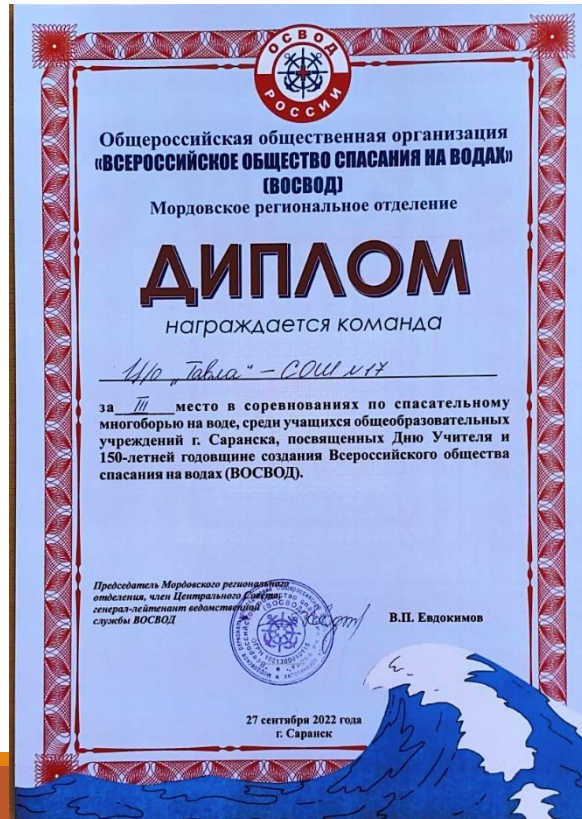 ОСВОД
РОССИИ
Общероссийская общественная организация
«ВСЕРОССИЙСКОЕ ОБЩЕСТВО СПАСАНИЯ НА ВОДАХ»
(ВОСВОД)
Мордовское региональное отделение
ДИПЛОМ
награждается команда
ЦО „Тавла" – СОШ №17
за III место в соревнованиях по спасательному
многоборью на воде, среди учащихся общеобразовательных
учреждений г. Саранска, посвященных Дню Учителя и
150-летней годовщине создания Всероссийского общества
спасания на водах (ВОСВОД).
Председатель Мордовского регионального
отделения, член Центрального Совета,
генерал-лейтенант ведомственной
службы ВОСВОД
В.П. Евдокимов
27 сентября 2022 года
г. Саранск